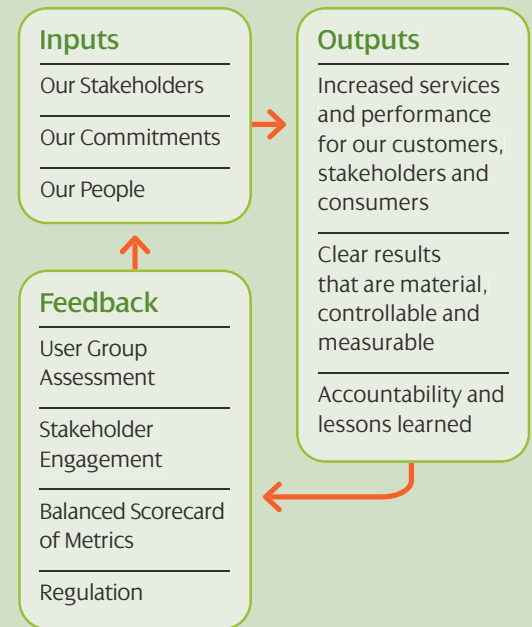 Inputs
Our Stakeholders
Our Commitments
Our People
Outputs
Increased services
and performance
for our customers,
stakeholders and
consumers
Clear results
that are material,
controllable and
measurable
Accountability and
lessons learned
Feedback
User Group
Assessment
Stakeholder
Engagement
Balanced Scorecard
of Metrics
Regulation